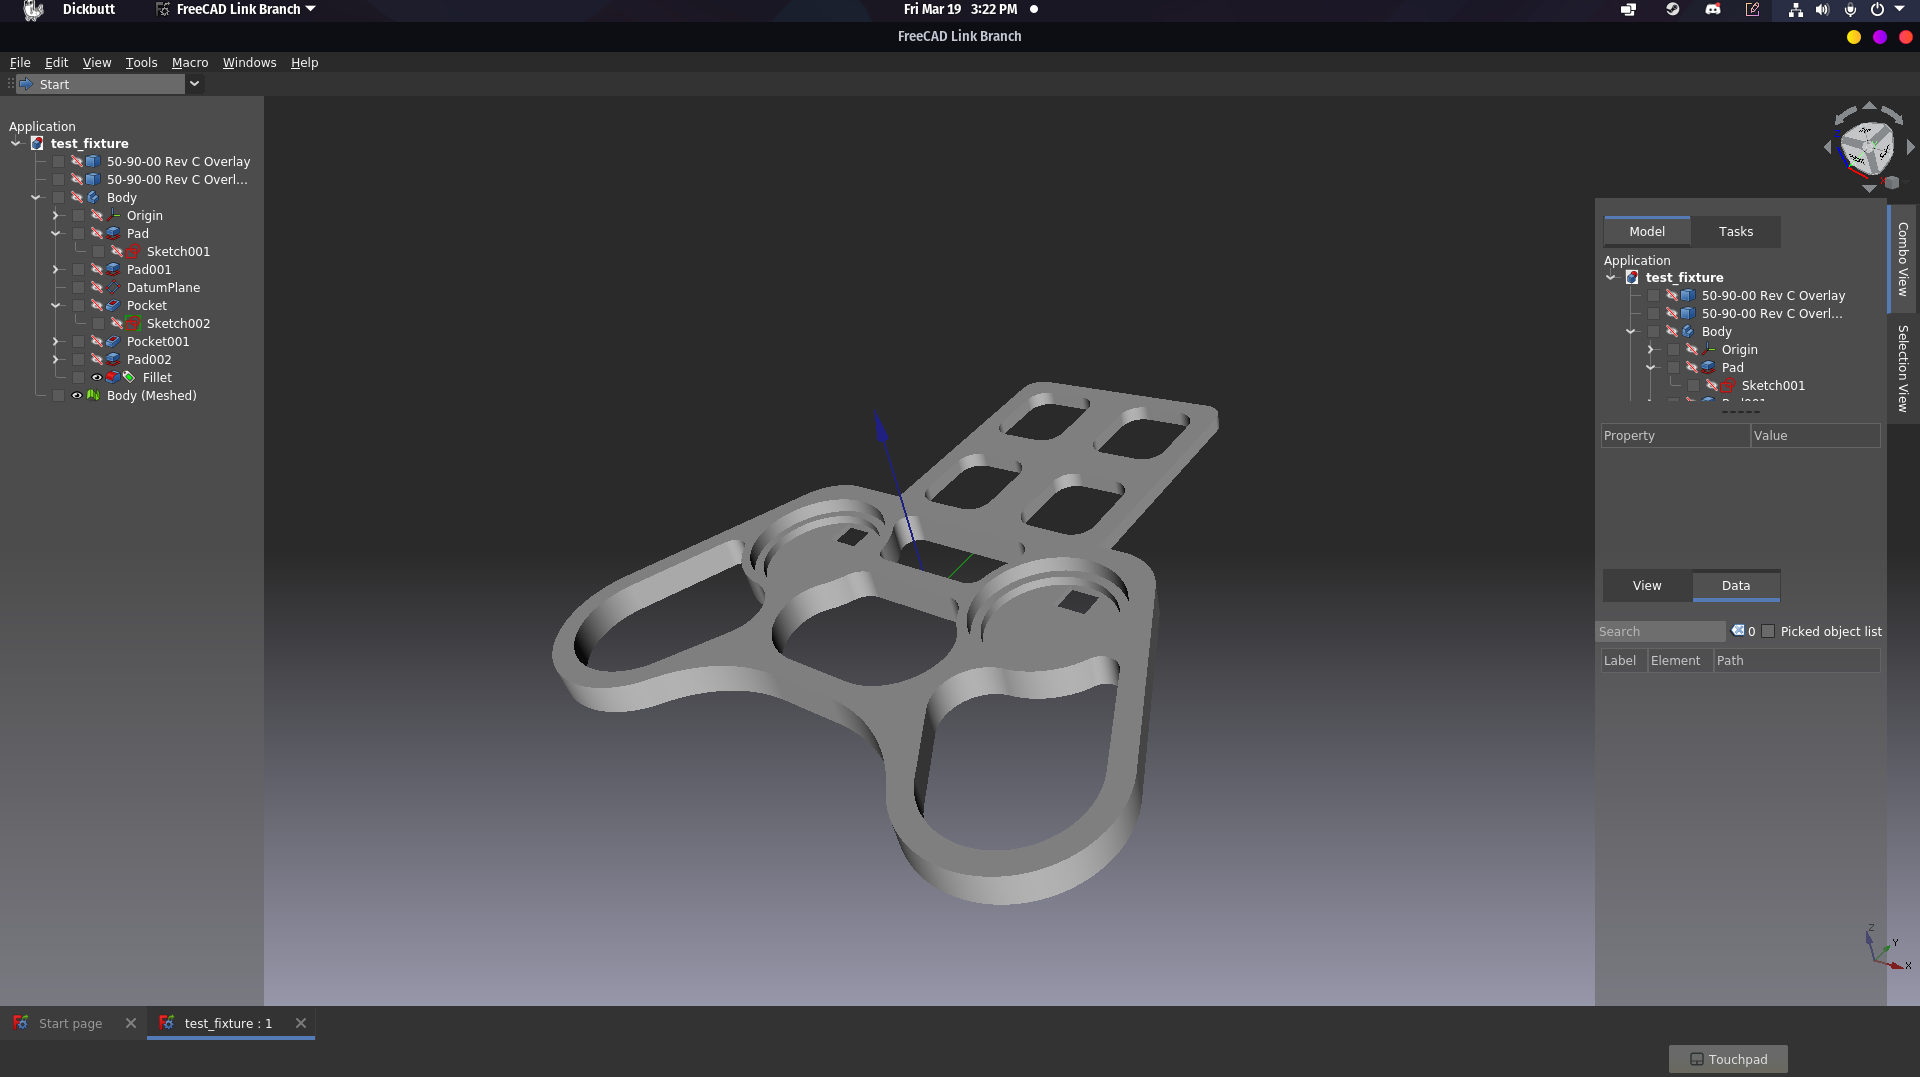 Dickbutt
FreeCAD Link Branch
Fri Mar 19 3:22 PM
FreeCAD Link Branch
File Edit View Tools Macro Windows Help
Start
Application
test_fixture
50-90-00 Rev C Overlay
50-90-00 Rev C Overl...
Body
Origin
Pad
Sketch001
Pad001
DatumPlane
Pocket
Sketch002
Pocket001
Pad002
Fillet
Body (Meshed)
Model Tasks
Application
test_fixture
50-90-00 Rev C Overlay
50-90-00 Rev C Overl...
Body
Origin
Pad
Sketch001
Combo View
Selection View
Property Value
View Data
Search 0 Picked object list
Label Element Path
Z
Y
X
Start page
test_fixture : 1
Touchpad